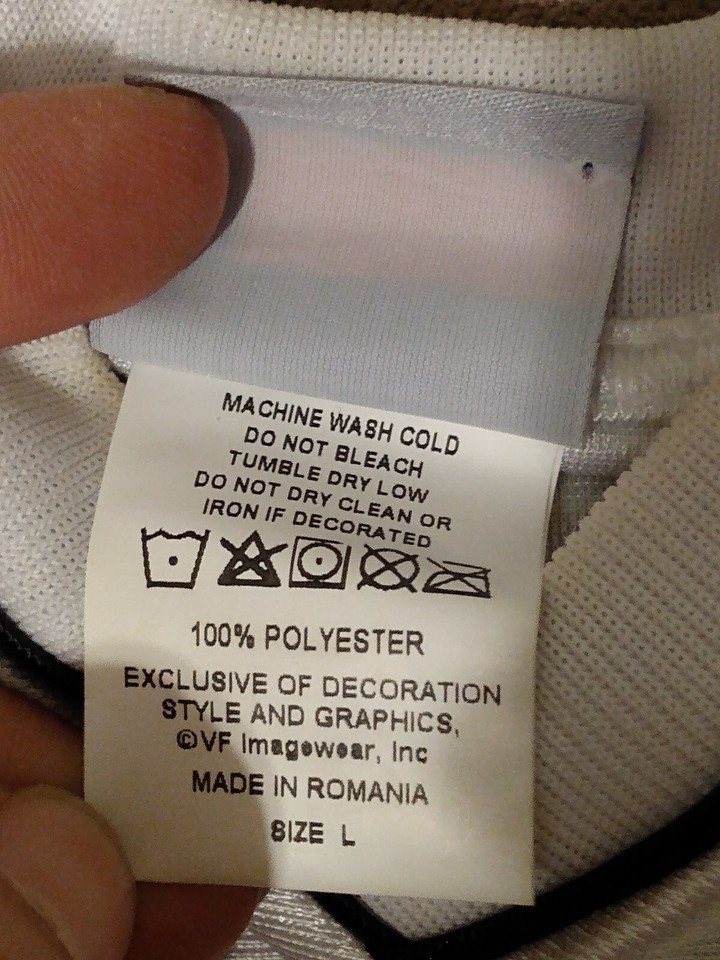 MACHINE WASH COLD
DO NOT BLEACH
TUMBLE DRY LOW
DO NOT DRY CLEAN OR
IRON IF DECORATED
100% POLYESTER
EXCLUSIVE OF DECORATION
STYLE AND GRAPHICS,
©VF Imagewear, Inc
MADE IN ROMANIA
SIZE L